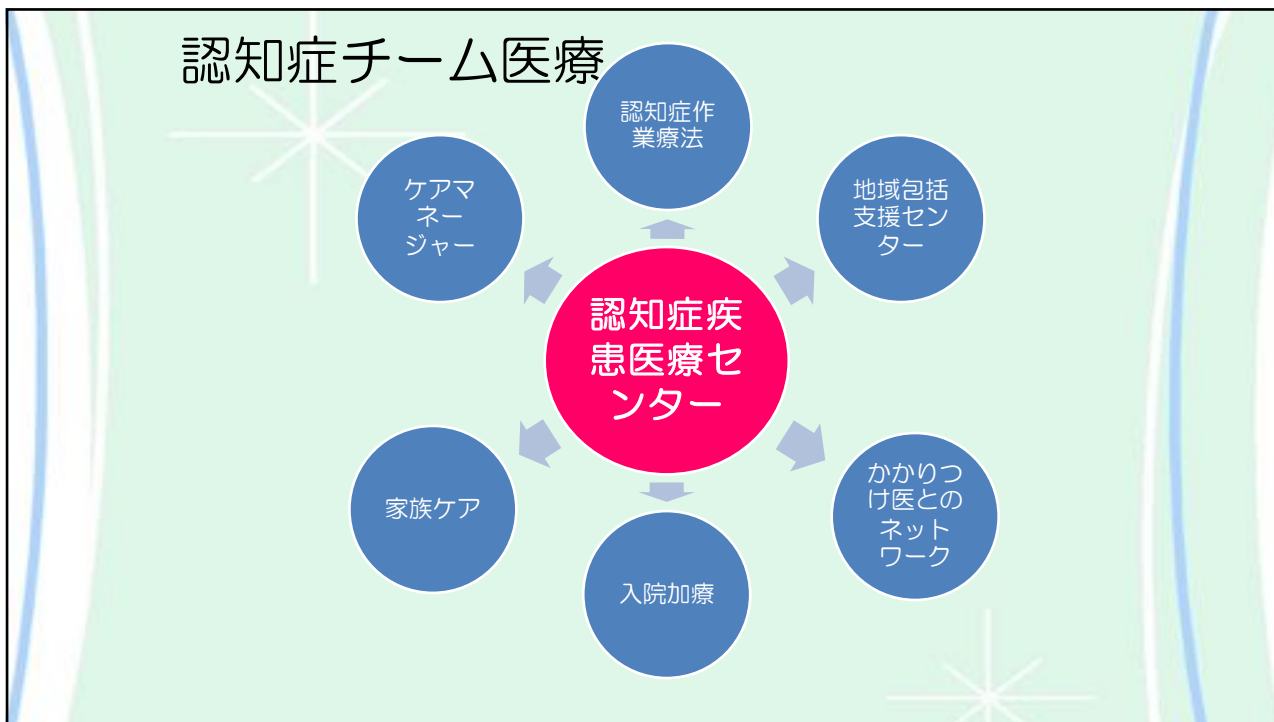 認知症チーム医療
認知症作
業療法
地域包括
支援セン
ター
かかりつ
け医との
ネット
ワーク
入院加療
家族ケア
ケアマ
ネー
ジャー
認知症疾
患医療セ
ンター